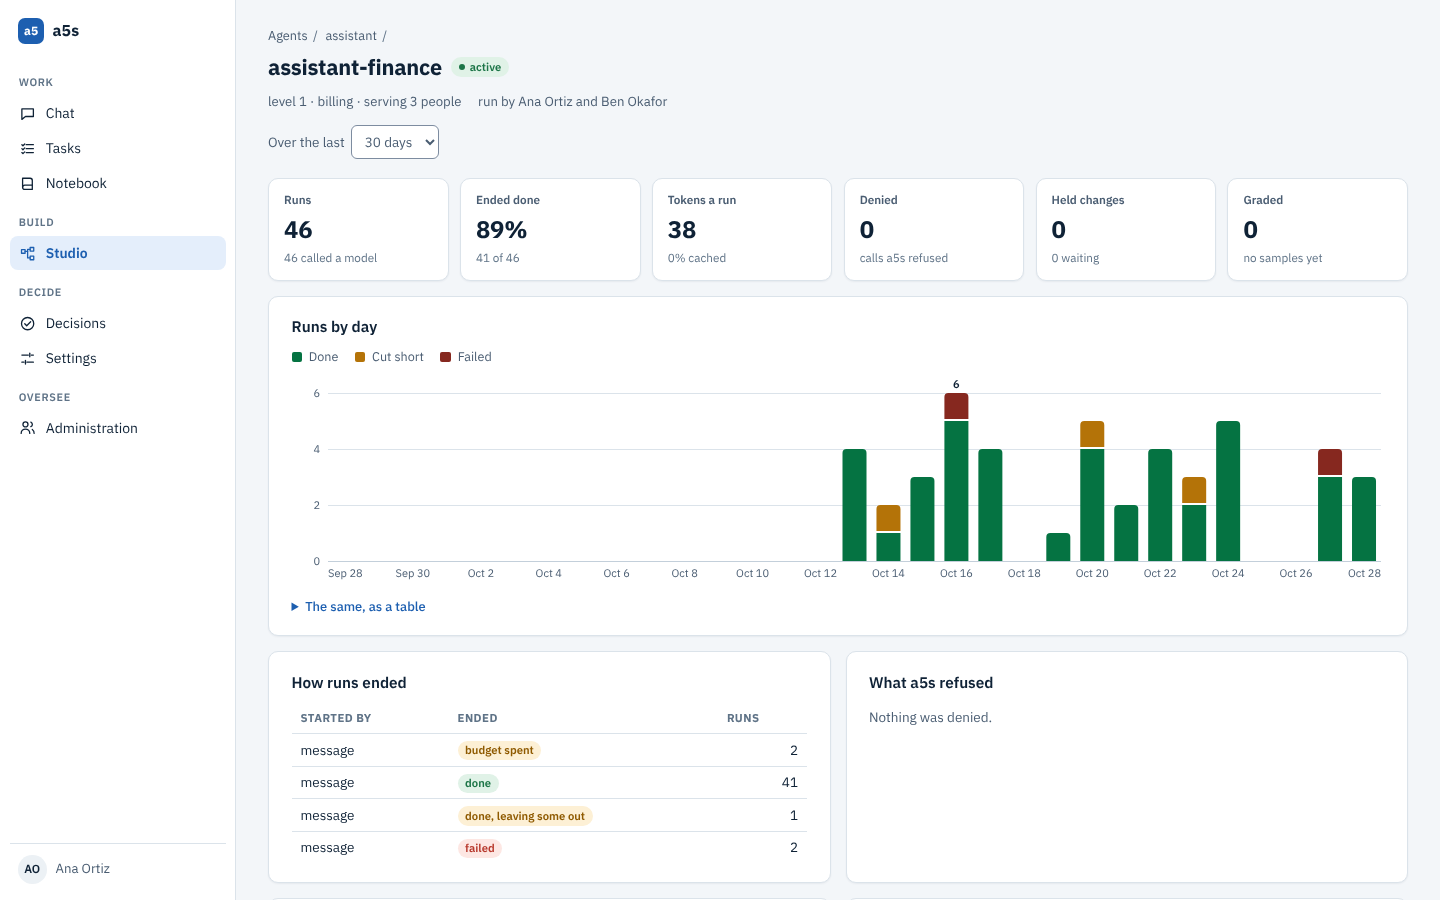 a5 a5s
WORK
Chat
Tasks
Notebook
BUILD
Studio
DECIDE
Decisions
Settings
OVERSEE
Administration
AO Ana Ortiz
Agents / assistant /
assistant-finance active
level 1 · billing · serving 3 people run by Ana Ortiz and Ben Okafor
Over the last 30 days
Runs
46
46 called a model
Ended done
89%
41 of 46
Tokens a run
38
0% cached
Denied
0
calls a5s refused
Held changes
0
0 waiting
Graded
0
no samples yet
Runs by day
Done Cut short Failed
6
6
4
2
0
Sep 28 Sep 30 Oct 2 Oct 4 Oct 6 Oct 8 Oct 10 Oct 12 Oct 14 Oct 16 Oct 18 Oct 20 Oct 22 Oct 24 Oct 26 Oct 28
The same, as a table
How runs ended
STARTED BY ENDED RUNS
message budget spent 2
message done 41
message done, leaving some out 1
message failed 2
What a5s refused
Nothing was denied.